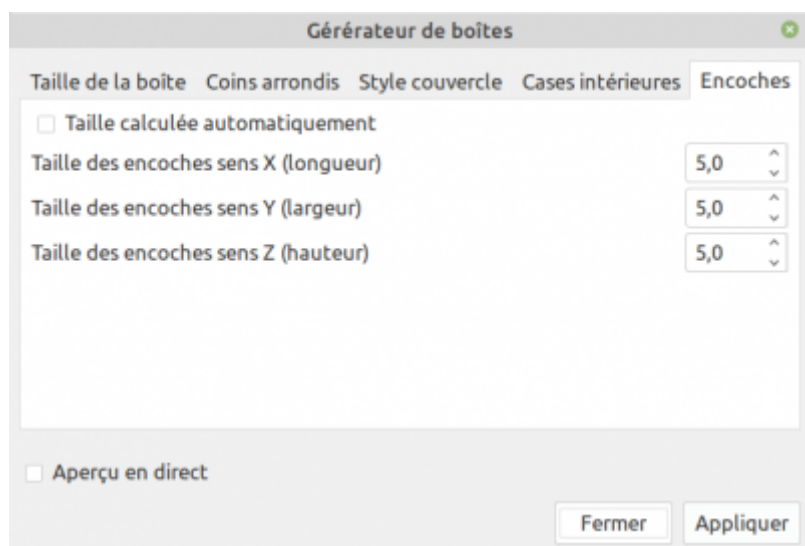 Gérérateur de boîtes
Taille de la boîte Coins arrondis Style couvercle Cases intérieures Encoches
Taille calculée automatiquement
Taille des encoches sens X (longueur) 5,0
Taille des encoches sens Y (largeur) 5,0
Taille des encoches sens Z (hauteur) 5,0
Aperçu en direct
Fermer Appliquer